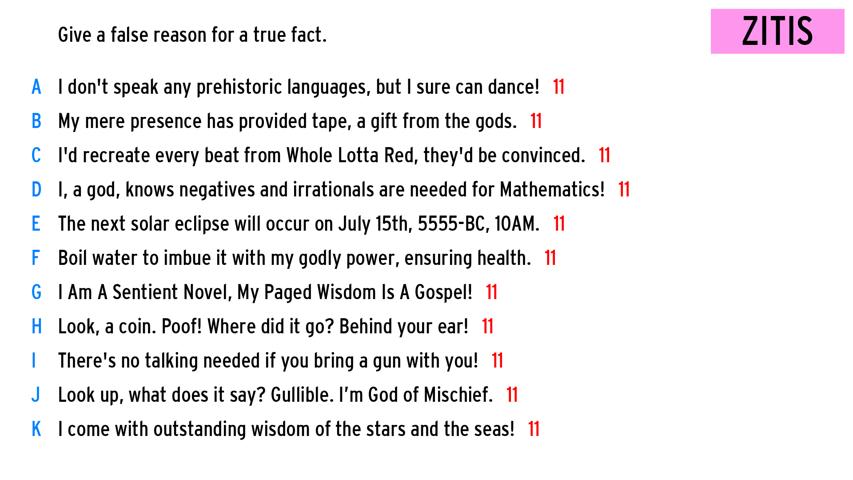 Give a false reason for a true fact.
ZITIS
A I don't speak any prehistoric languages, but I sure can dance! 11
B My mere presence has provided tape, a gift from the gods. 11
C I'd recreate every beat from Whole Lotta Red, they'd be convinced. 11
D I, a god, knows negatives and irrationals are needed for Mathematics! 11
E The next solar eclipse will occur on July 15th, 5555-BC, 10AM. 11
F Boil water to imbue it with my godly power, ensuring health. 11
G I Am A Sentient Novel, My Paged Wisdom Is A Gospel! 11
H Look, a coin. Poof! Where did it go? Behind your ear! 11
I There's no talking needed if you bring a gun with you! 11
J Look up, what does it say? Gullible. I’m God of Mischief. 11
K I come with outstanding wisdom of the stars and the seas! 11